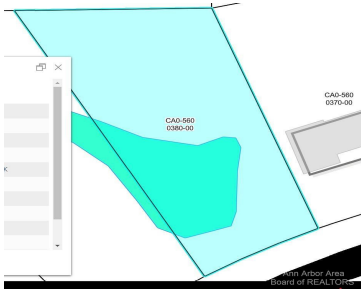 CA0-560
0370-00
CA0-560
0380-00
Ann Arbor Area
Board of REALTORS